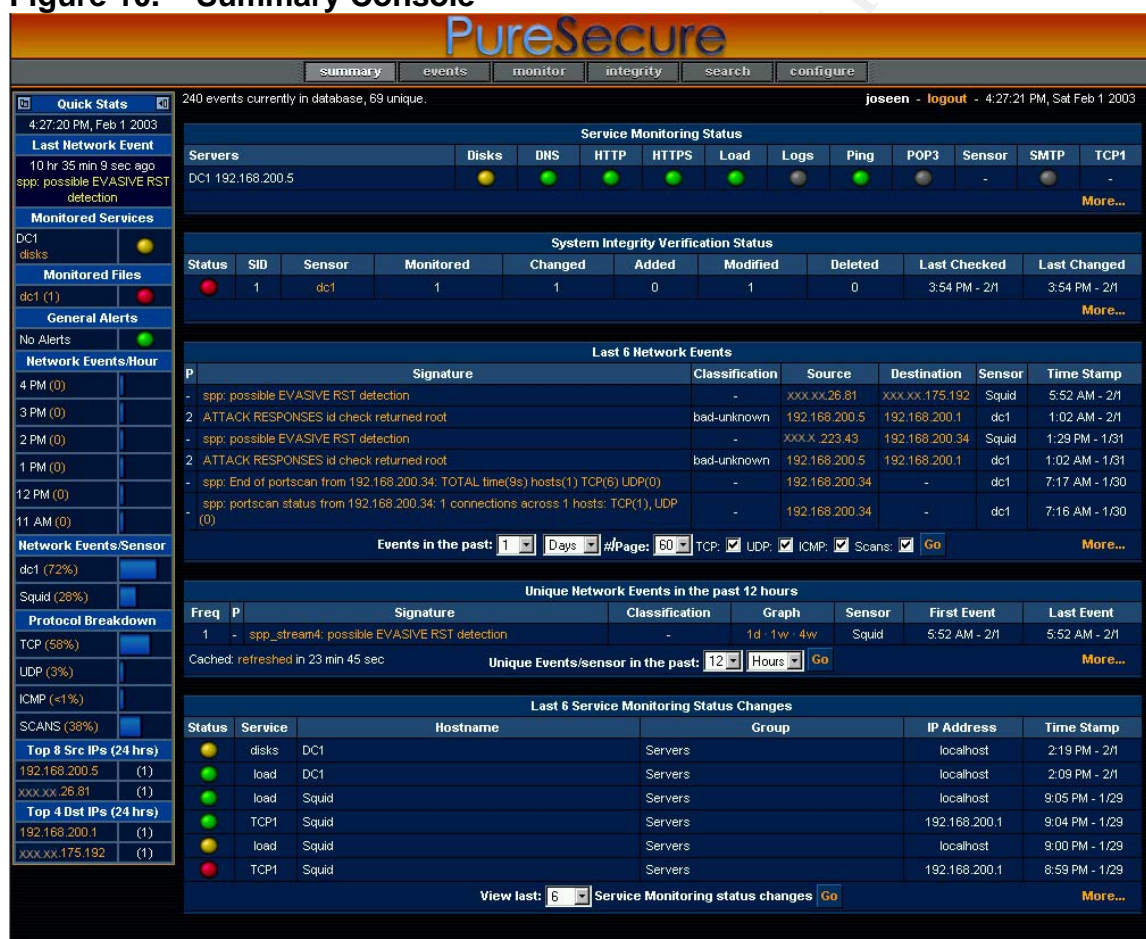 Figure 10. Summary Console
PureSecure
summary events monitor integrity search configure
Quick Stats
4:27:20 PM, Feb 1 2003
Last Network Event
10 hr 35 min 9 sec ago
spp: possible EVASIVE RST
detection
Monitored Services
DC1
disks
Monitored Files
dc1 (1)
General Alerts
No Alerts
Network Events/Hour
4 PM (0)
3 PM (0)
2 PM (0)
1 PM (0)
12 PM (0)
11 AM (0)
Network Events/Sensor
dc1 (72%)
Squid (28%)
Protocol Breakdown
TCP (58%)
UDP (3%)
ICMP (<1%)
SCANS (38%)
Top 8 Src IPs (24 hrs)
192.168.200.5 (1)
xxx.xx.26.81 (1)
Top 4 Dst IPs (24 hrs)
192.168.200.1 (1)
xxx.xx.175.192 (1)
240 events currently in database, 69 unique.
joseen - logout - 4:27:21 PM, Sat Feb 1 2003
Service Monitoring Status
Servers Disks DNS HTTP HTTPS Load Logs Ping POP3 Sensor SMTP TCP1
DC1 192.168.200.5 - -
More...
System Integrity Verification Status
Status SID Sensor Monitored Changed Added Modified Deleted Last Checked Last Changed
1 dc1 1 1 0 1 0 3:54 PM - 2/1 3:54 PM - 2/1
More...
Last 6 Network Events
P Signature Classification Source Destination Sensor Time Stamp
- spp: possible EVASIVE RST detection - xxx.xx.26.81 xxx.xx.175.192 Squid 5:52 AM - 2/1
2 ATTACK RESPONSES id check returned root bad-unknown 192.168.200.5 192.168.200.1 dc1 1:02 AM - 2/1
- spp: possible EVASIVE RST detection - xxx.x.223.43 192.168.200.34 Squid 1:29 PM - 1/31
2 ATTACK RESPONSES id check returned root bad-unknown 192.168.200.5 192.168.200.1 dc1 1:02 AM - 1/31
- spp: End of portscan from 192.168.200.34: TOTAL time(9s) hosts(1) TCP(6) UDP(0) - 192.168.200.34 - dc1 7:17 AM - 1/30
- spp: portscan status from 192.168.200.34: 1 connections across 1 hosts: TCP(1), UDP
(0) - 192.168.200.34 - dc1 7:16 AM - 1/30
Events in the past: 1 Days #/Page: 60 TCP: UDP: ICMP: Scans: Go More...
Unique Network Events in the past 12 hours
Freq P Signature Classification Graph Sensor First Event Last Event
1 - spp_stream4: possible EVASIVE RST detection - 1d · 1w · 4w Squid 5:52 AM - 2/1 5:52 AM - 2/1
Cached: refreshed in 23 min 45 sec Unique Events/sensor in the past: 12 Hours Go More...
Last 6 Service Monitoring Status Changes
Status Service Hostname Group IP Address Time Stamp
disks DC1 Servers localhost 2:19 PM - 2/1
load DC1 Servers localhost 2:09 PM - 2/1
load Squid Servers localhost 9:05 PM - 1/29
TCP1 Squid Servers 192.168.200.1 9:04 PM - 1/29
load Squid Servers localhost 9:00 PM - 1/29
TCP1 Squid Servers 192.168.200.1 8:59 PM - 1/29
View last: 6 Service Monitoring status changes Go More...